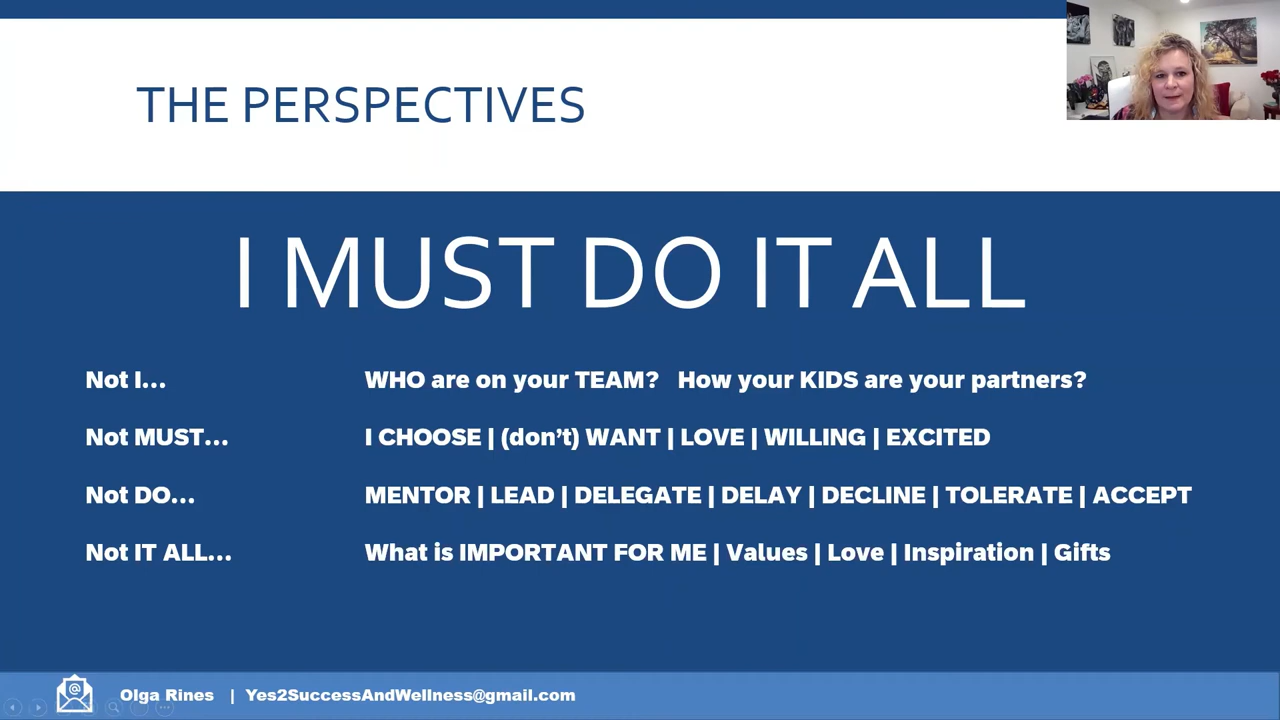 THE PERSPECTIVES
I MUST DO IT ALL
Not I... WHO are on your TEAM? How your KIDS are your partners?
Not MUST... I CHOOSE | (don't) WANT | LOVE | WILLING | EXCITED
Not DO... MENTOR | LEAD | DELEGATE | DELAY | DECLINE | TOLERATE | ACCEPT
Not IT ALL... What is IMPORTANT FOR ME | Values | Love | Inspiration | Gifts
@ Olga Rines | Yes2SuccessAndWellness@gmail.com